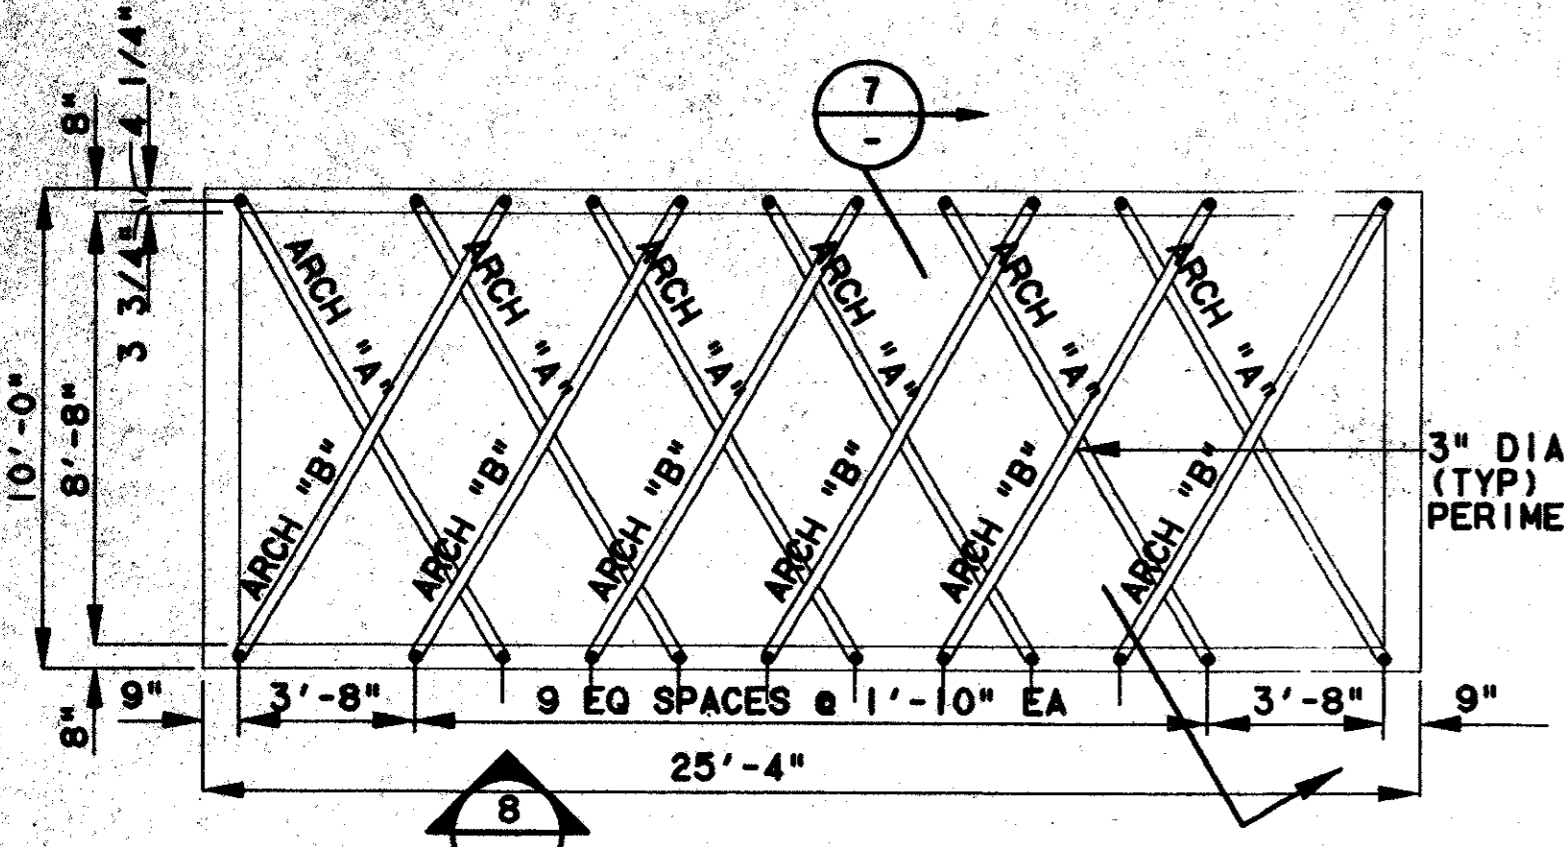 8"
4 1/4"
7
-
3 3/4"
10'-0"
8'-8"
ARCH "A"
ARCH "A"
ARCH "A"
ARCH "A"
ARCH "A"
ARCH "A"
ARCH "B"
ARCH "B"
ARCH "B"
ARCH "B"
ARCH "B"
ARCH "B"
3" DIA
(TYP)
PERIME
8"
9"
3'-8"
9 EQ SPACES @ 1'-10" EA
3'-8"
9"
25'-4"
8